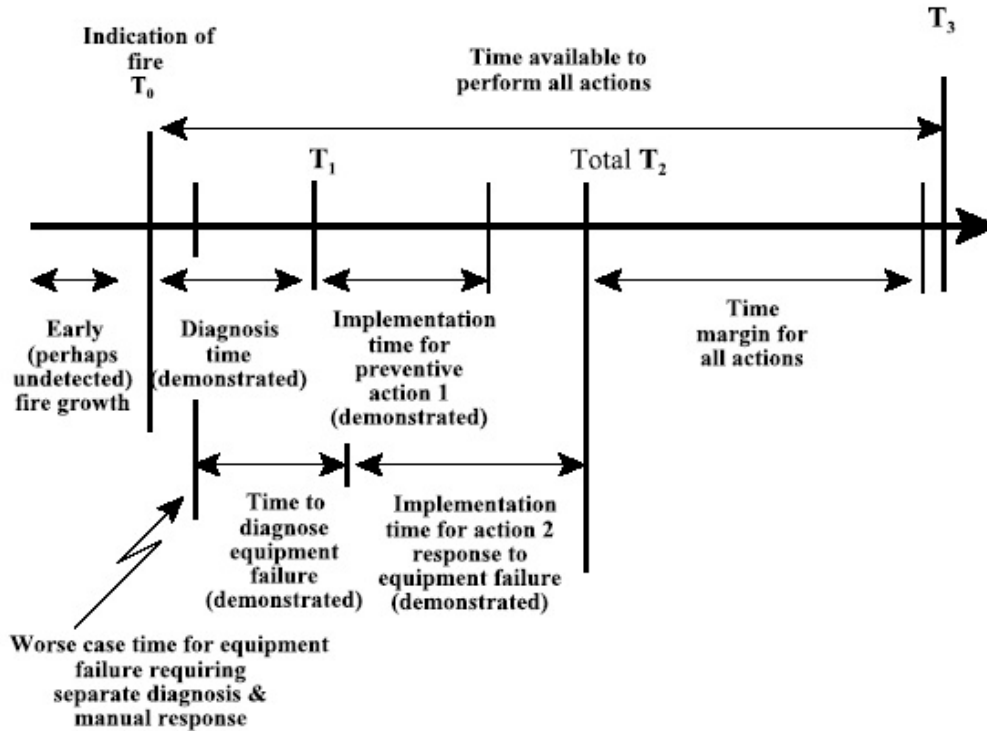 Indication of
fire
T0
Time available to
perform all actions
T3
T1
Total T2
Early
(perhaps
undetected)
fire growth
Diagnosis
time
(demonstrated)
Implementation
time for
preventive
action 1
(demonstrated)
Time
margin for
all actions
Time to
diagnose
equipment
failure
(demonstrated)
Implementation
time for action 2
response to
equipment failure
(demonstrated)
Worse case time for equipment
failure requiring
separate diagnosis &
manual response